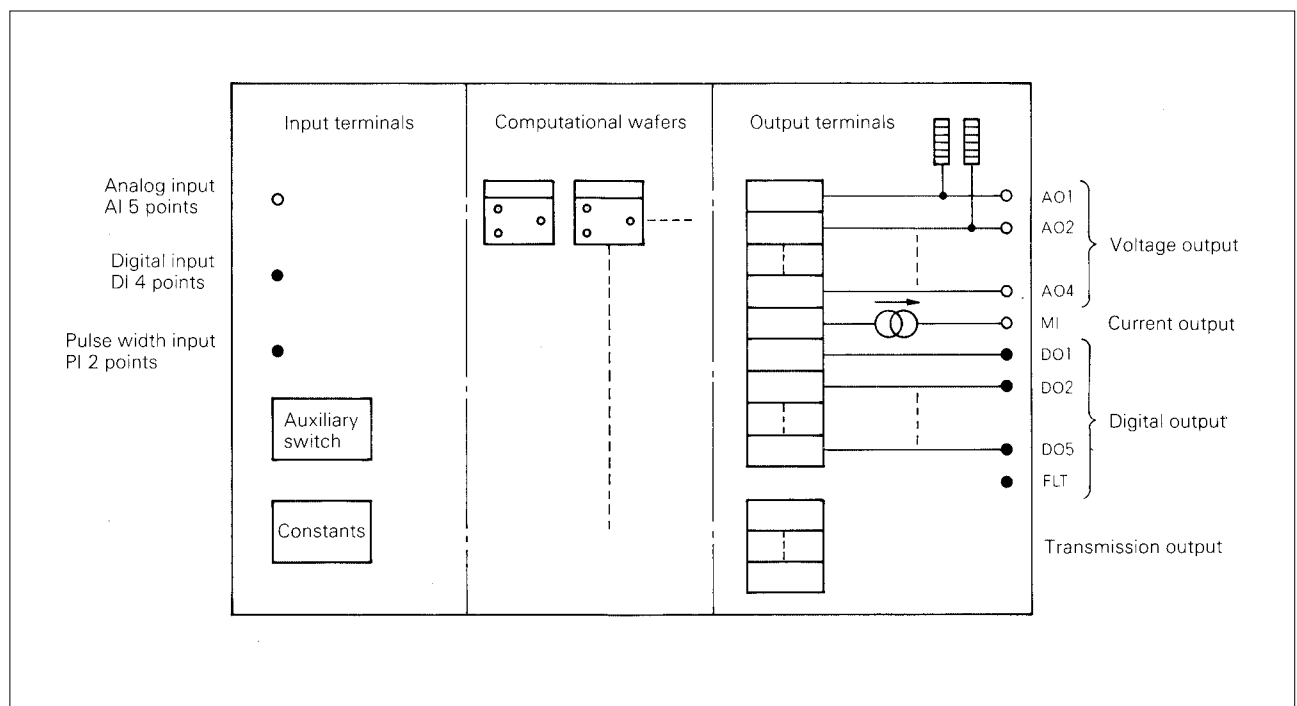 Input terminals
Computational wafers
Output terminals
Analog input
AI 5 points
Digital input
DI 4 points
Pulse width input
PI 2 points
Auxiliary
switch
Constants
AO1
AO2
Voltage output
AO4
MI
Current output
DO1
DO2
Digital output
DO5
FLT
Transmission output